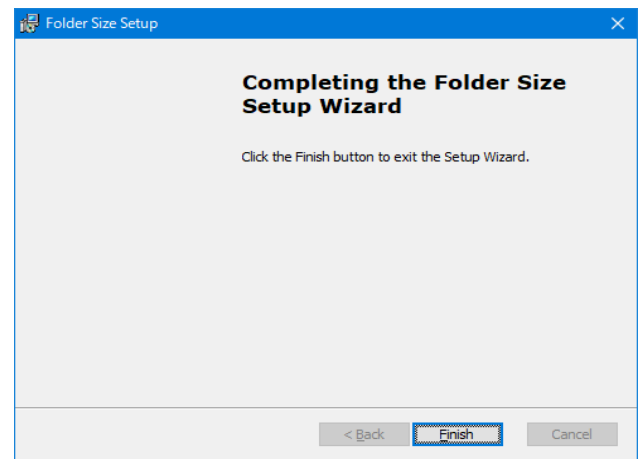 Folder Size Setup
Completing the Folder Size
Setup Wizard
Click the Finish button to exit the Setup Wizard.
< Back Finish Cancel